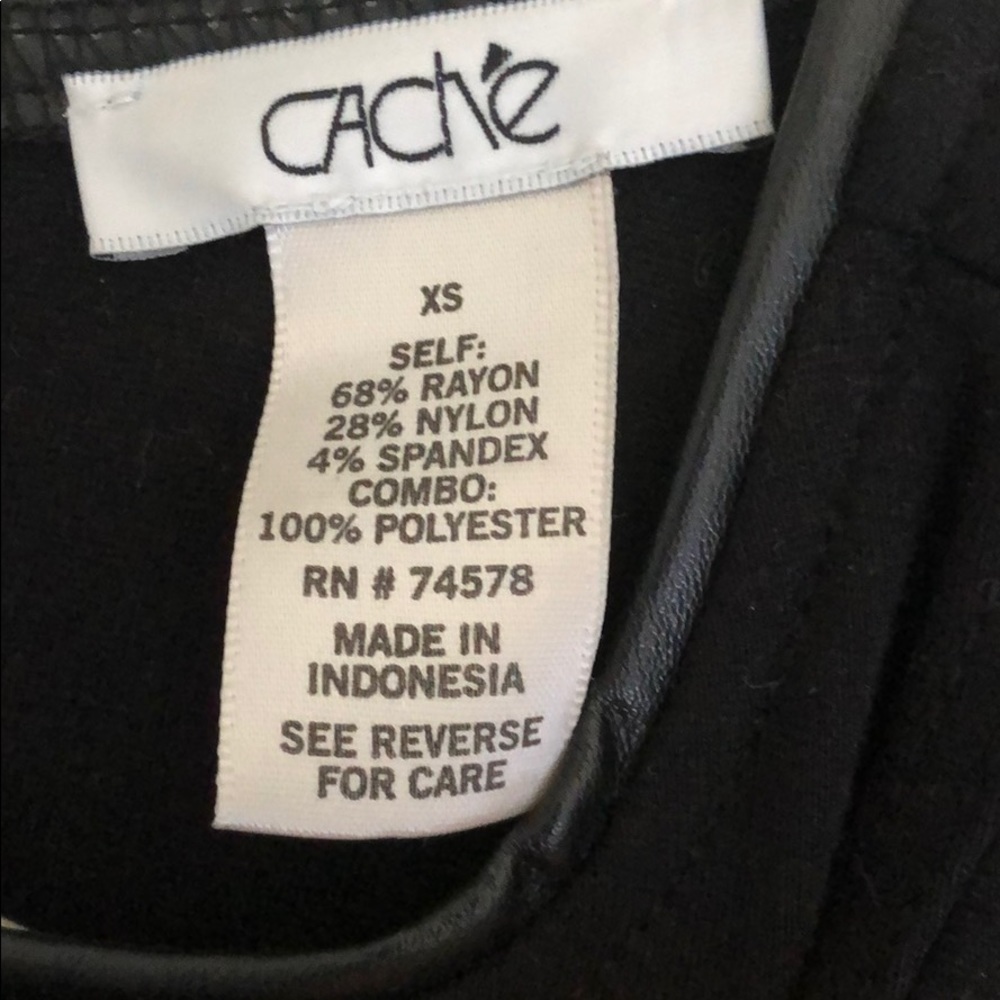 CACHÉ
XS
SELF:
68% RAYON
28% NYLON
4% SPANDEX
COMBO:
100% POLYESTER
RN # 74578
MADE IN
INDONESIA
SEE REVERSE
FOR CARE